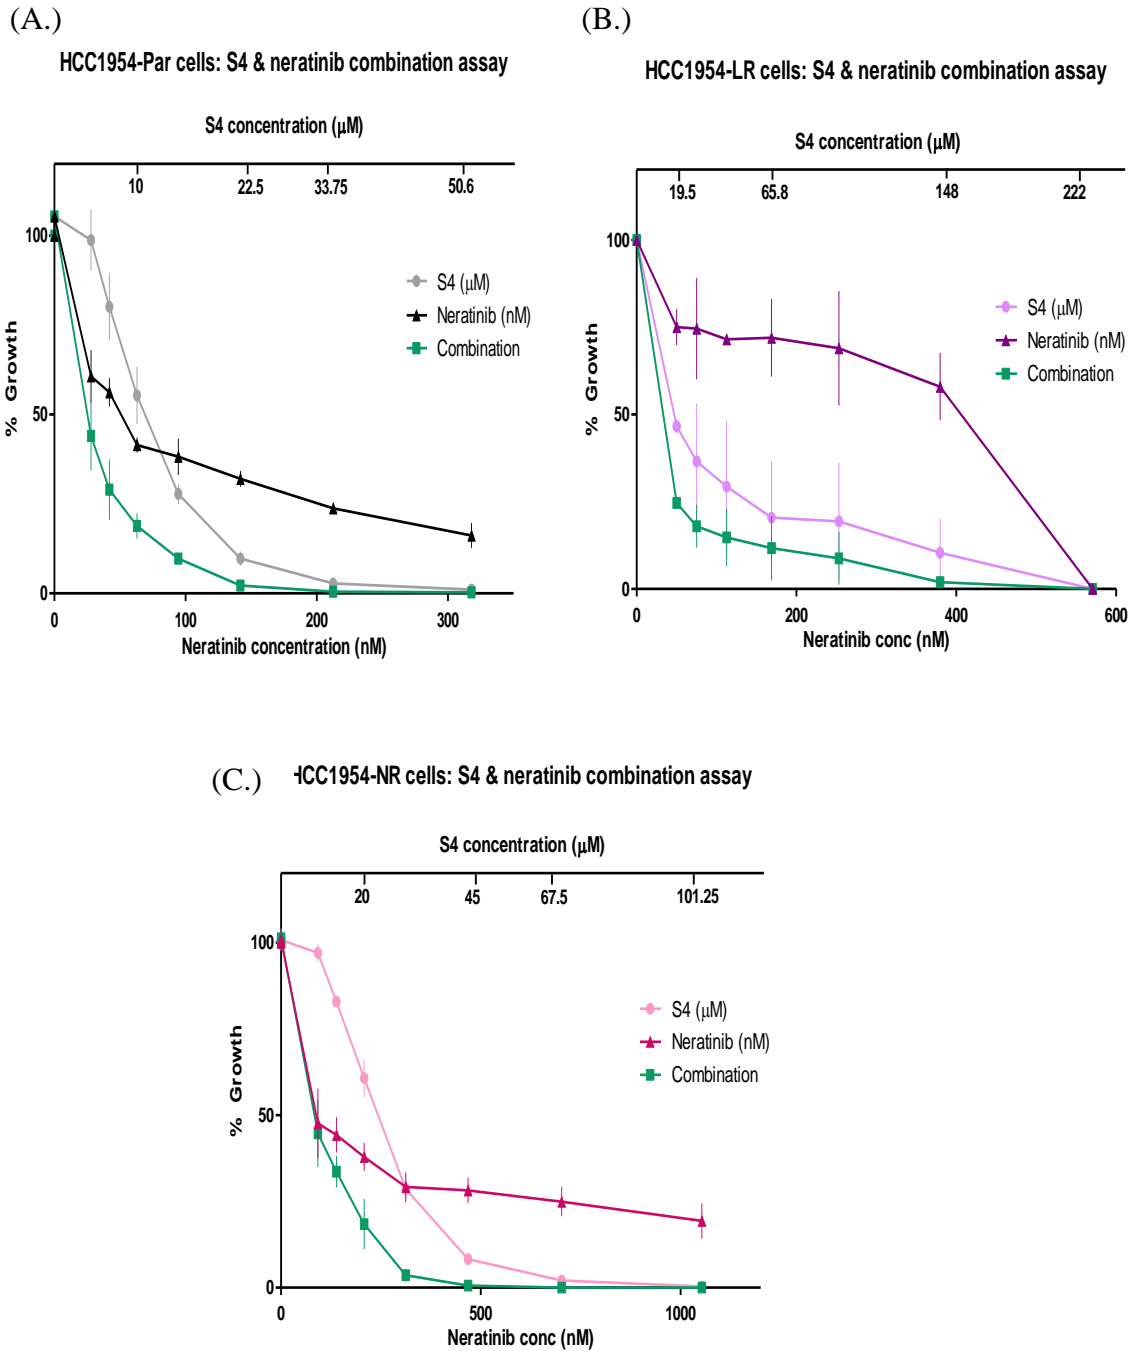 (A.)
HCC1954-Par cells: S4 & neratinib combination assay
S4 concentration (μM)
10 22.5 33.75 50.6
100
50
0
% Growth
S4 (μM)
Neratinib (nM)
Combination
0 100 200 300
Neratinib concentration (nM)
(B.)
HCC1954-LR cells: S4 & neratinib combination assay
S4 concentration (μM)
19.5 65.8 148 222
100
50
0
% Growth
S4 (μM)
Neratinib (nM)
Combination
0 200 400 600
Neratinib conc (nM)
(C.)
HCC1954-NR cells: S4 & neratinib combination assay
S4 concentration (μM)
20 45 67.5 101.25
100
50
0
% Growth
S4 (μM)
Neratinib (nM)
Combination
0 500 1000
Neratinib conc (nM)